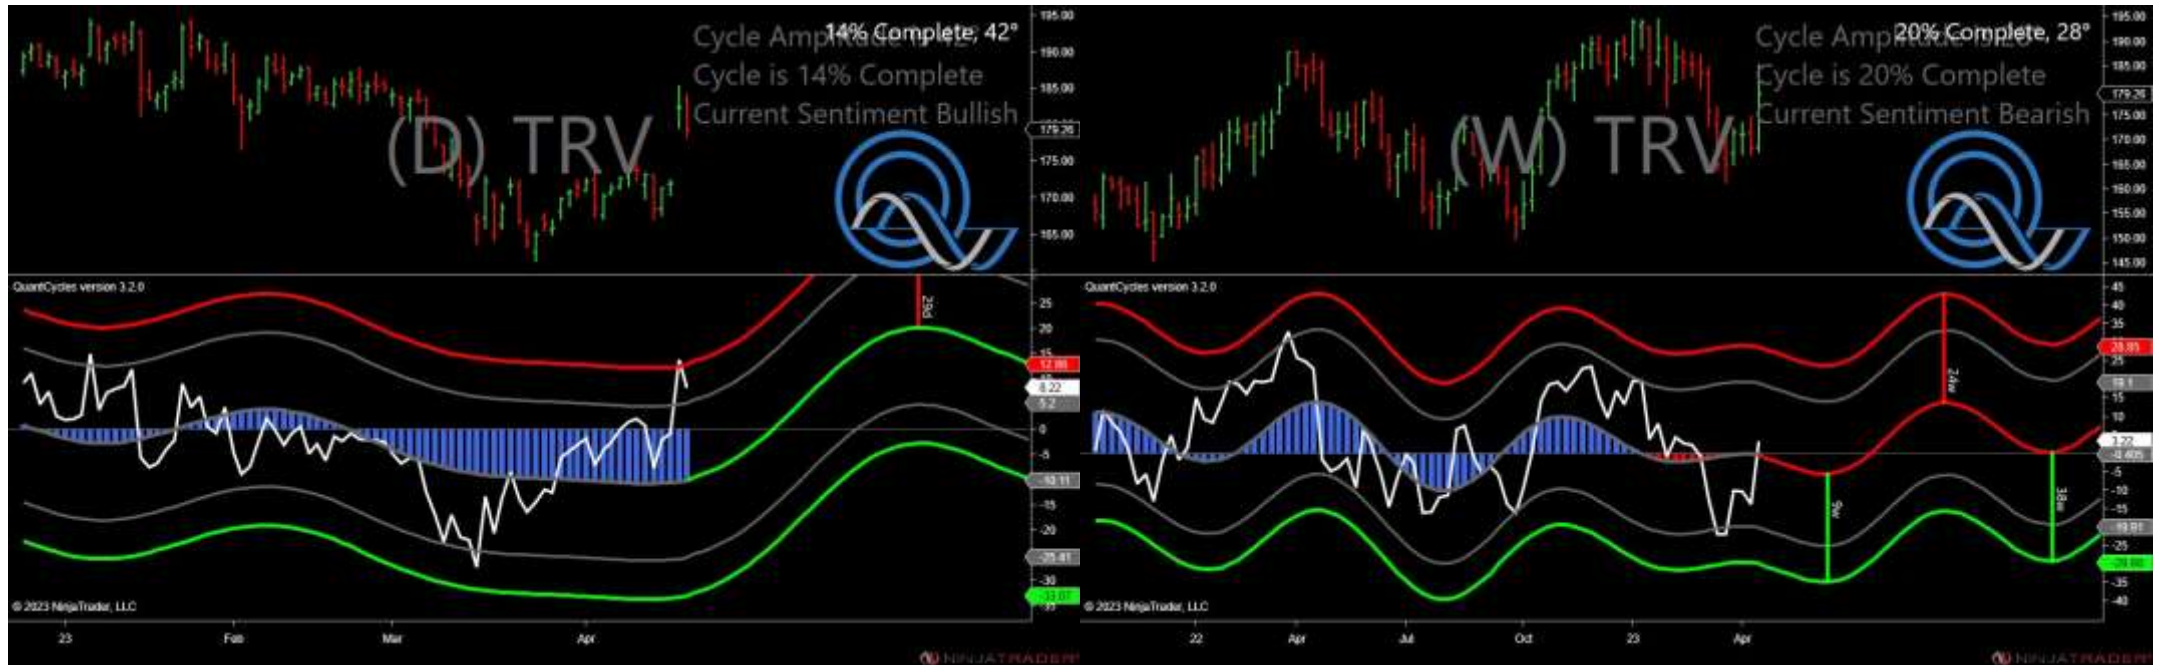 14% Complete, 42°
Cycle is 14% Complete
Current Sentiment Bullish
(D) TRV
195.00
190.00
185.00
179.26
175.00
170.00
165.00
QuantCycles version 3.2.0
29d
25
20
15
12.88
8.22
5.2
0
-5
-10.11
-15
-20
-25.41
-30
-33.07
© 2023 NinjaTrader, LLC
23
Feb
Mar
Apr
NINJATRADER
20% Complete, 28°
Cycle is 20% Complete
Current Sentiment Bearish
(W) TRV
195.00
190.00
185.00
179.26
175.00
170.00
165.00
160.00
155.00
150.00
145.00
QuantCycles version 3.2.0
24w
9w
38w
45
40
35
28.85
25
19.1
15
10
3.22
-0.405
-5
-10
-15
-19.91
-25
-35
-40
© 2023 NinjaTrader, LLC
22
Apr
Jul
Oct
23
Apr
NINJATRADER